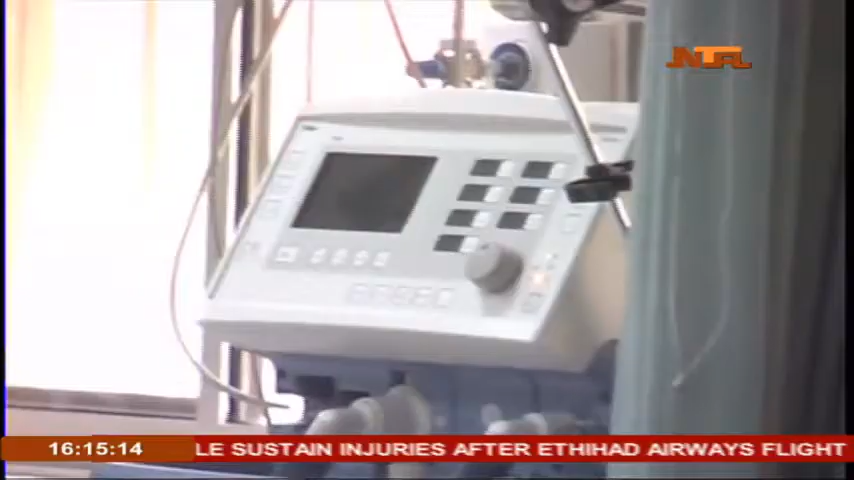 NTA
16:15:14
LE SUSTAIN INJURIES AFTER ETHIHAD AIRWAYS FLIGHT